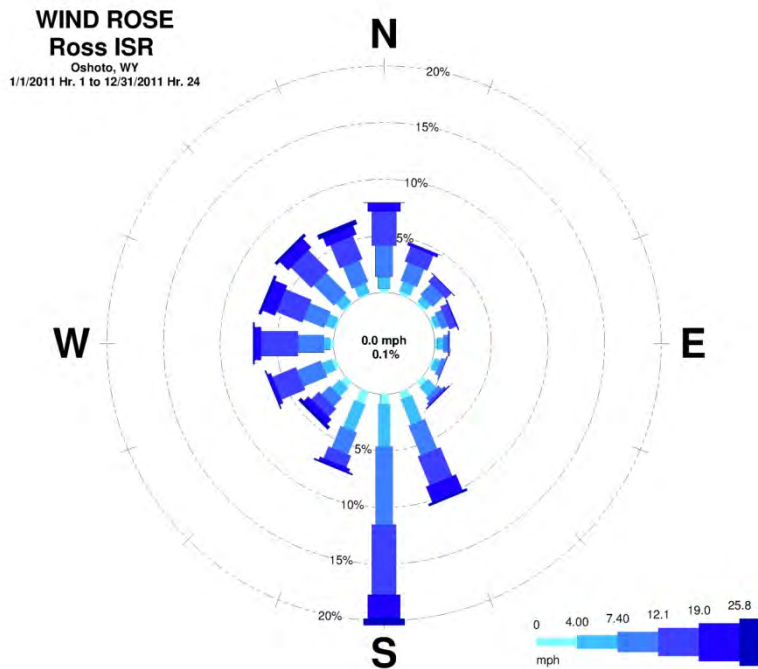 WIND ROSE
Ross ISR
Oshoto, WY
1/1/2011 Hr. 1 to 12/31/2011 Hr. 24
N
20%
15%
10%
5%
W
0.0 mph
0.1%
E
5%
10%
15%
20%
S
0 4.00 7.40 12.1 19.0 25.8
mph